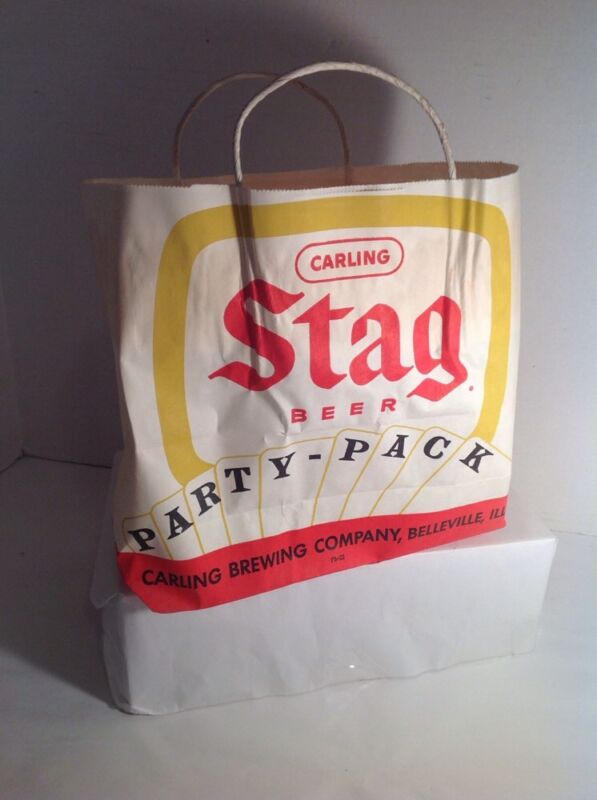 CARLING
Stag
BEER
PARTY-PACK
CARLING BREWING COMPANY, BELLEVILLE, ILL